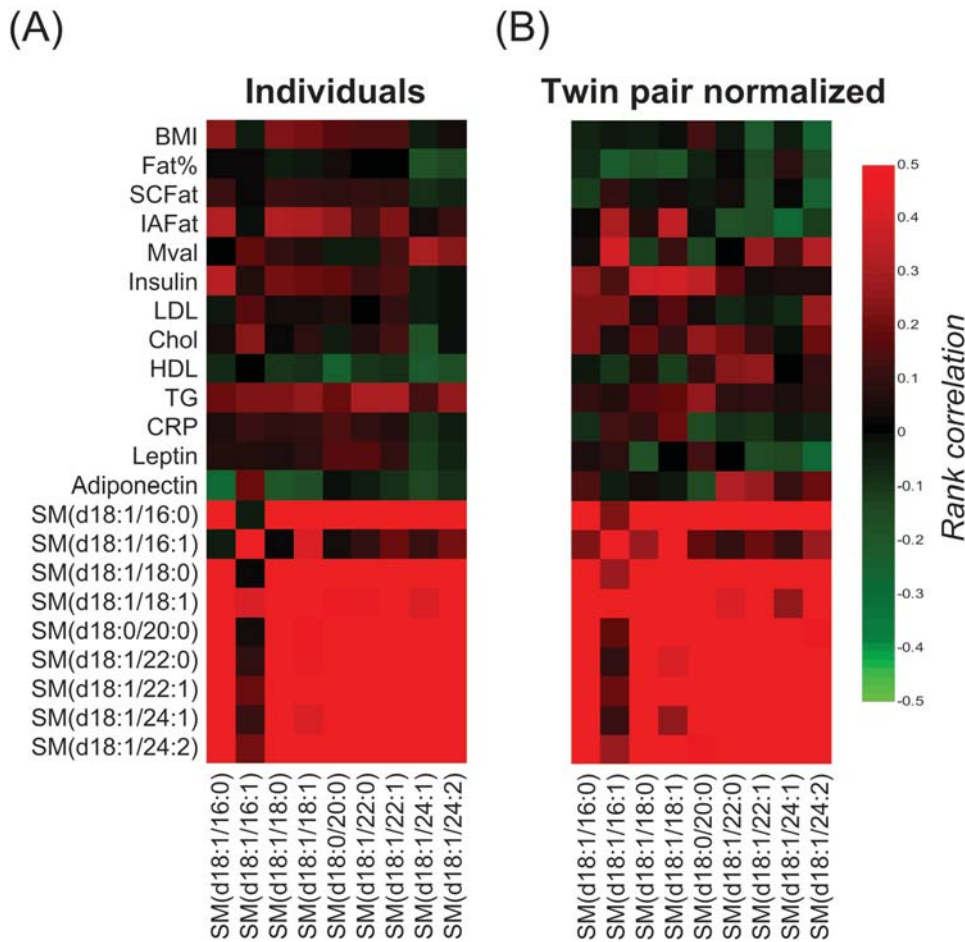 (A)
(B)
Individuals
Twin pair normalized
BMI
Fat%
SCFat
IAFat
Mval
Insulin
LDL
Chol
HDL
TG
CRP
Leptin
Adiponectin
SM(d18:1/16:0)
SM(d18:1/16:1)
SM(d18:1/18:0)
SM(d18:1/18:1)
SM(d18:0/20:0)
SM(d18:1/22:0)
SM(d18:1/22:1)
SM(d18:1/24:1)
SM(d18:1/24:2)
SM(d18:1/16:0)
SM(d18:1/16:1)
SM(d18:1/18:0)
SM(d18:1/18:1)
SM(d18:0/20:0)
SM(d18:1/22:0)
SM(d18:1/22:1)
SM(d18:1/24:1)
SM(d18:1/24:2)
SM(d18:1/16:0)
SM(d18:1/16:1)
SM(d18:1/18:0)
SM(d18:1/18:1)
SM(d18:0/20:0)
SM(d18:1/22:0)
SM(d18:1/22:1)
SM(d18:1/24:1)
SM(d18:1/24:2)
0.5
0.4
0.3
0.2
0.1
0
-0.1
-0.2
-0.3
-0.4
-0.5
Rank correlation